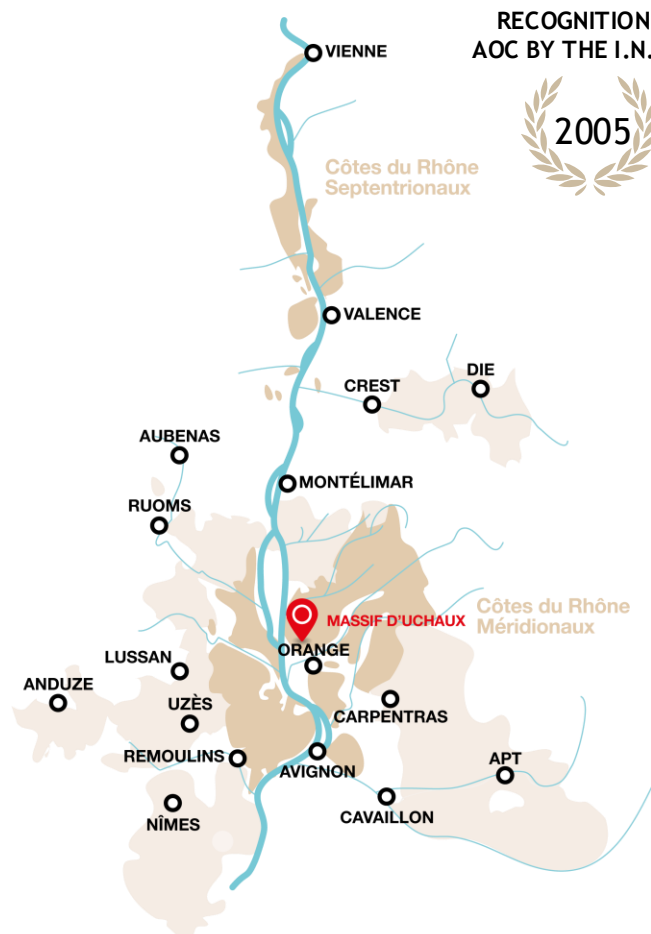 RECOGNITION
AOC BY THE I.N.
2005
VIENNE
Côtes du Rhône
Septentrionaux
VALENCE
DIE
CREST
AUBENAS
MONTÉLIMAR
RUOMS
Côtes du Rhône
Méridionaux
MASSIF D'UCHAUX
ORANGE
LUSSAN
ANDUZE
UZÈS
CARPENTRAS
REMOULINS
AVIGNON
APT
NÎMES
CAVAILLON